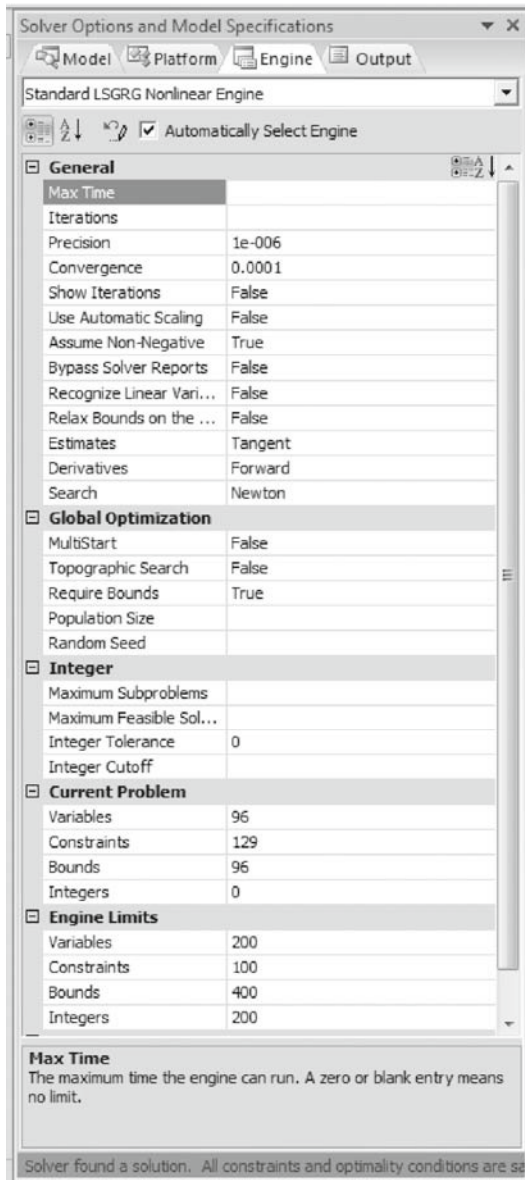 Solver Options and Model Specifications
Model Platform Engine Output
Standard LSGRG Nonlinear Engine
Automatically Select Engine
General
Max Time
Iterations
Precision 1e-006
Convergence 0.0001
Show Iterations False
Use Automatic Scaling False
Assume Non-Negative True
Bypass Solver Reports False
Recognize Linear Vari... False
Relax Bounds on the ... False
Estimates Tangent
Derivatives Forward
Search Newton
Global Optimization
MultiStart False
Topographic Search False
Require Bounds True
Population Size
Random Seed
Integer
Maximum Subproblems
Maximum Feasible Sol...
Integer Tolerance 0
Integer Cutoff
Current Problem
Variables 96
Constraints 129
Bounds 96
Integers 0
Engine Limits
Variables 200
Constraints 100
Bounds 400
Integers 200
Max Time
The maximum time the engine can run. A zero or blank entry means
no limit.
Solver found a solution. All constraints and optimality conditions are sa